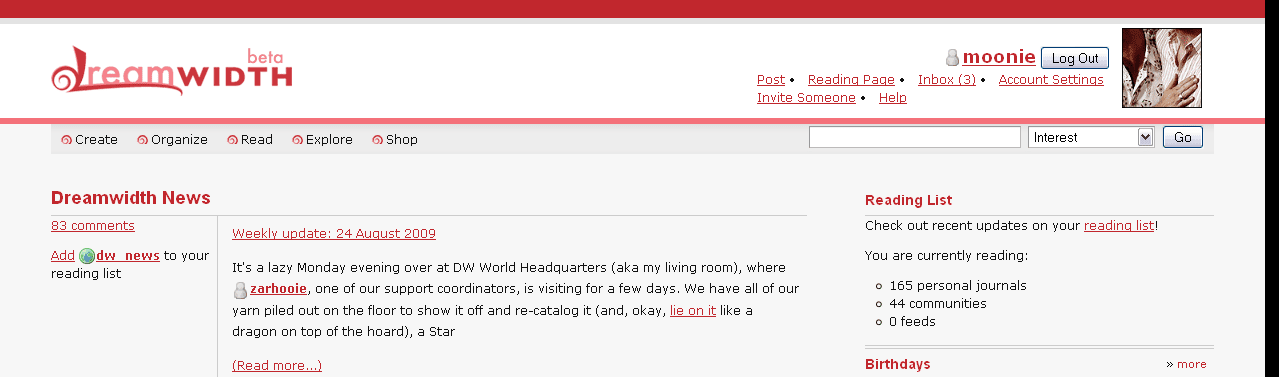 dreamWIDTH beta
moonie Log Out
Post • Reading Page • Inbox (3) • Account Settings
Invite Someone • Help
Create Organize Read Explore Shop
Interest Go
Dreamwidth News
83 comments
Add dw_news to your
reading list
Weekly update: 24 August 2009
It's a lazy Monday evening over at DW World Headquarters (aka my living room), where
zarhooie, one of our support coordinators, is visiting for a few days. We have all of our
yarn piled out on the floor to show it off and re-catalog it (and, okay, lie on it like a
dragon on top of the hoard), a Star
(Read more...)
Reading List
Check out recent updates on your reading list!
You are currently reading:
165 personal journals
44 communities
0 feeds
Birthdays » more